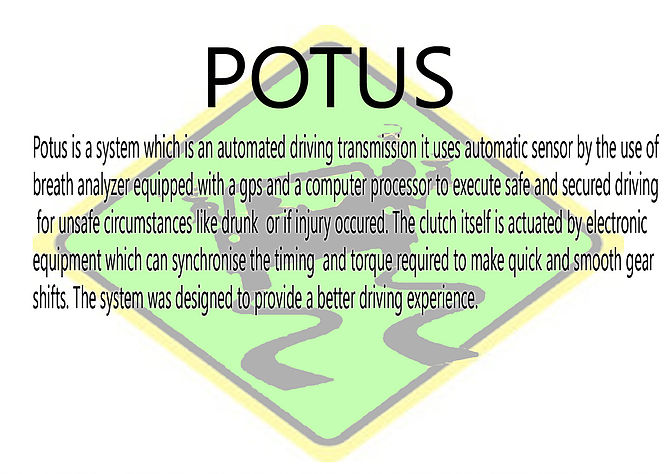 POTUS
Potus is a system which is an automated driving transmission it uses automatic sensor by the use of
breath analyzer equipped with a gps and a computer processor to execute safe and secured driving
for unsafe circumstances like drunk or if injury occured. The clutch itself is actuated by electronic
equipment which can synchronise the timing and torque required to make quick and smooth gear
shifts. The system was designed to provide a better driving experience.